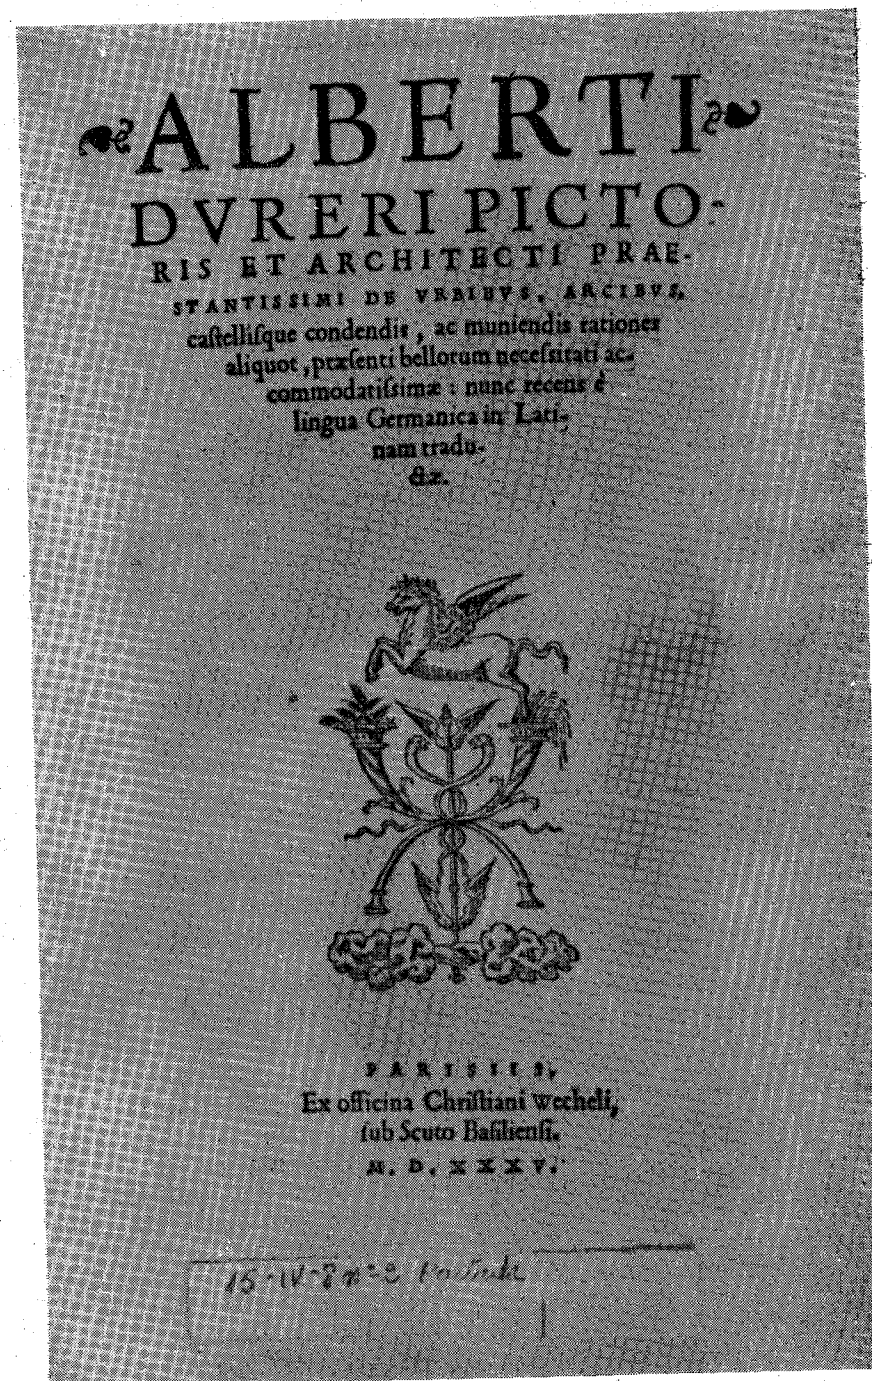 ALBERTI
DVRERI PICTO-
RIS ET ARCHITECTI PRAE-
STANTISSIMI DE VRBIBVS, ARCIBVS,
castellisque condendis, ac muniendis rationes
aliquot, præsenti bellorum necessitati ac-
commodatissimæ: nunc recens è
lingua Germanica in Lati-
nam tradu-
ctæ.
PARISIIS,
Ex officina Christiani Wecheli,
sub Scuto Basiliensi.
M. D. XXXV.
15-IV-